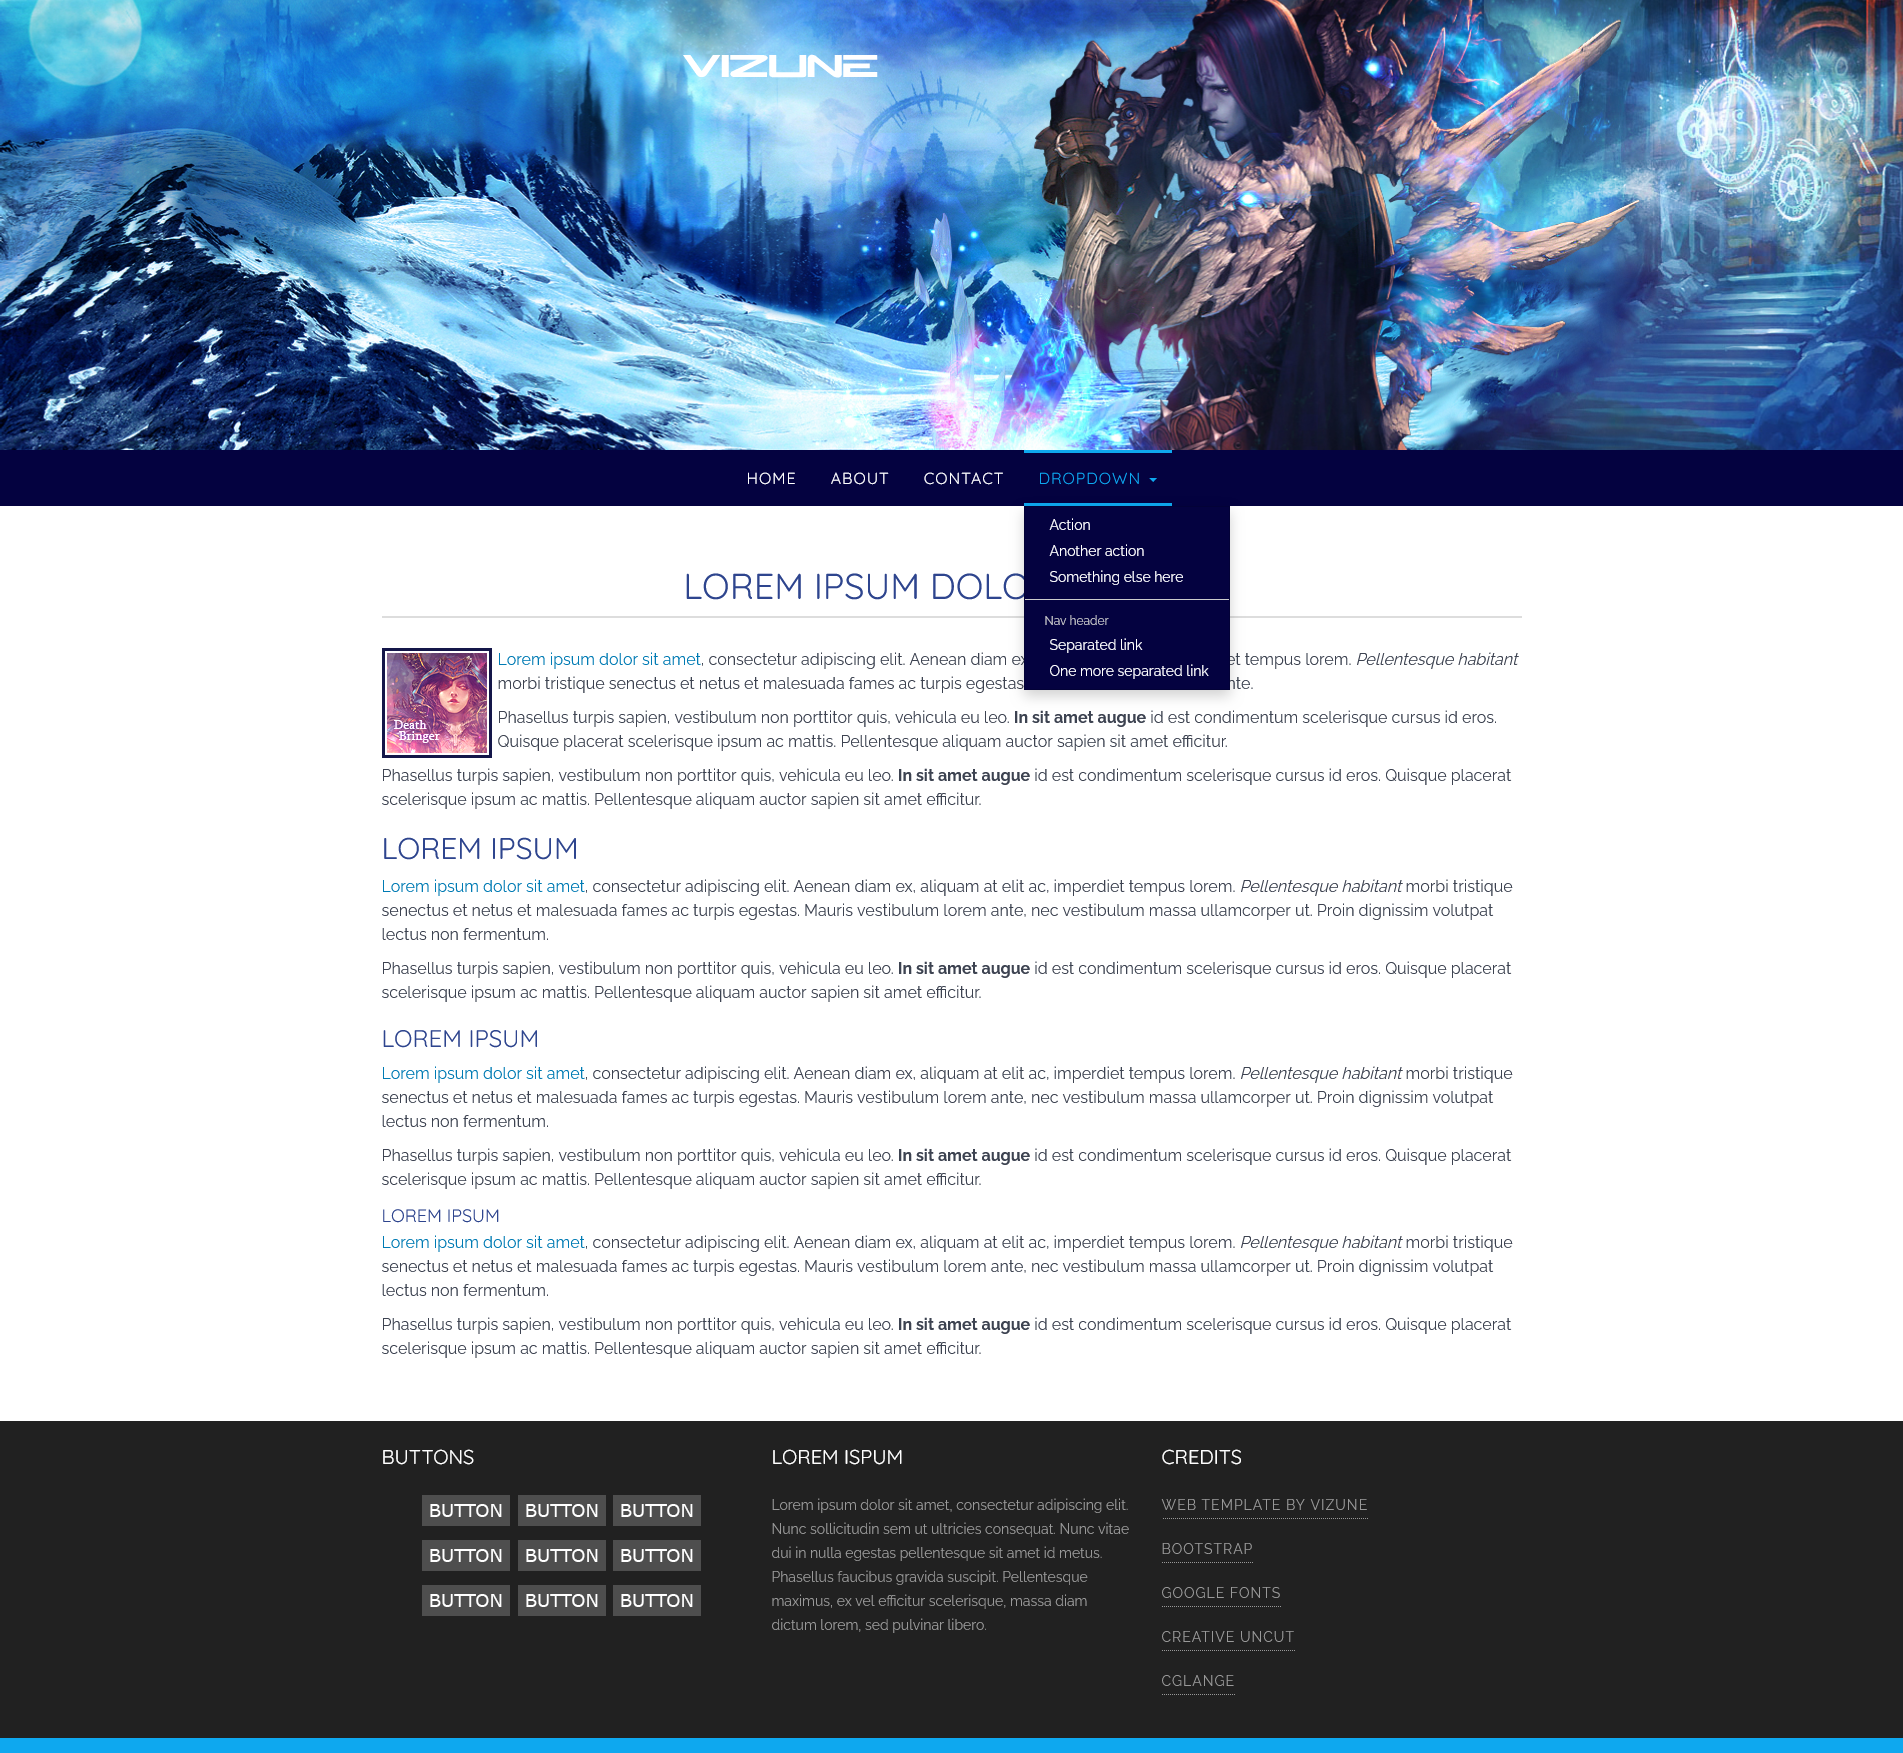 VIZUNE
HOME ABOUT CONTACT DROPDOWN
Action
Another action
Something else here
Nav header
Separated link
One more separated link
LOREM IPSUM DOLO
Death
Bringer
Lorem ipsum dolor sit amet, consectetur adipiscing elit. Aenean diam ex et tempus lorem. Pellentesque habitant
morbi tristique senectus et netus et malesuada fames ac turpis egestas nte.
Phasellus turpis sapien, vestibulum non porttitor quis, vehicula eu leo. In sit amet augue id est condimentum scelerisque cursus id eros.
Quisque placerat scelerisque ipsum ac mattis. Pellentesque aliquam auctor sapien sit amet efficitur.
Phasellus turpis sapien, vestibulum non porttitor quis, vehicula eu leo. In sit amet augue id est condimentum scelerisque cursus id eros. Quisque placerat
scelerisque ipsum ac mattis. Pellentesque aliquam auctor sapien sit amet efficitur.
LOREM IPSUM
Lorem ipsum dolor sit amet, consectetur adipiscing elit. Aenean diam ex, aliquam at elit ac, imperdiet tempus lorem. Pellentesque habitant morbi tristique
senectus et netus et malesuada fames ac turpis egestas. Mauris vestibulum lorem ante, nec vestibulum massa ullamcorper ut. Proin dignissim volutpat
lectus non fermentum.
Phasellus turpis sapien, vestibulum non porttitor quis, vehicula eu leo. In sit amet augue id est condimentum scelerisque cursus id eros. Quisque placerat
scelerisque ipsum ac mattis. Pellentesque aliquam auctor sapien sit amet efficitur.
LOREM IPSUM
Lorem ipsum dolor sit amet, consectetur adipiscing elit. Aenean diam ex, aliquam at elit ac, imperdiet tempus lorem. Pellentesque habitant morbi tristique
senectus et netus et malesuada fames ac turpis egestas. Mauris vestibulum lorem ante, nec vestibulum massa ullamcorper ut. Proin dignissim volutpat
lectus non fermentum.
Phasellus turpis sapien, vestibulum non porttitor quis, vehicula eu leo. In sit amet augue id est condimentum scelerisque cursus id eros. Quisque placerat
scelerisque ipsum ac mattis. Pellentesque aliquam auctor sapien sit amet efficitur.
LOREM IPSUM
Lorem ipsum dolor sit amet, consectetur adipiscing elit. Aenean diam ex, aliquam at elit ac, imperdiet tempus lorem. Pellentesque habitant morbi tristique
senectus et netus et malesuada fames ac turpis egestas. Mauris vestibulum lorem ante, nec vestibulum massa ullamcorper ut. Proin dignissim volutpat
lectus non fermentum.
Phasellus turpis sapien, vestibulum non porttitor quis, vehicula eu leo. In sit amet augue id est condimentum scelerisque cursus id eros. Quisque placerat
scelerisque ipsum ac mattis. Pellentesque aliquam auctor sapien sit amet efficitur.
BUTTONS
BUTTON BUTTON BUTTON
BUTTON BUTTON BUTTON
BUTTON BUTTON BUTTON
LOREM ISPUM
Lorem ipsum dolor sit amet, consectetur adipiscing elit.
Nunc sollicitudin sem ut ultricies consequat. Nunc vitae
dui in nulla egestas pellentesque sit amet id metus.
Phasellus faucibus gravida suscipit. Pellentesque
maximus, ex vel efficitur scelerisque, massa diam
dictum lorem, sed pulvinar libero.
CREDITS
WEB TEMPLATE BY VIZUNE
BOOTSTRAP
GOOGLE FONTS
CREATIVE UNCUT
CGLANGE